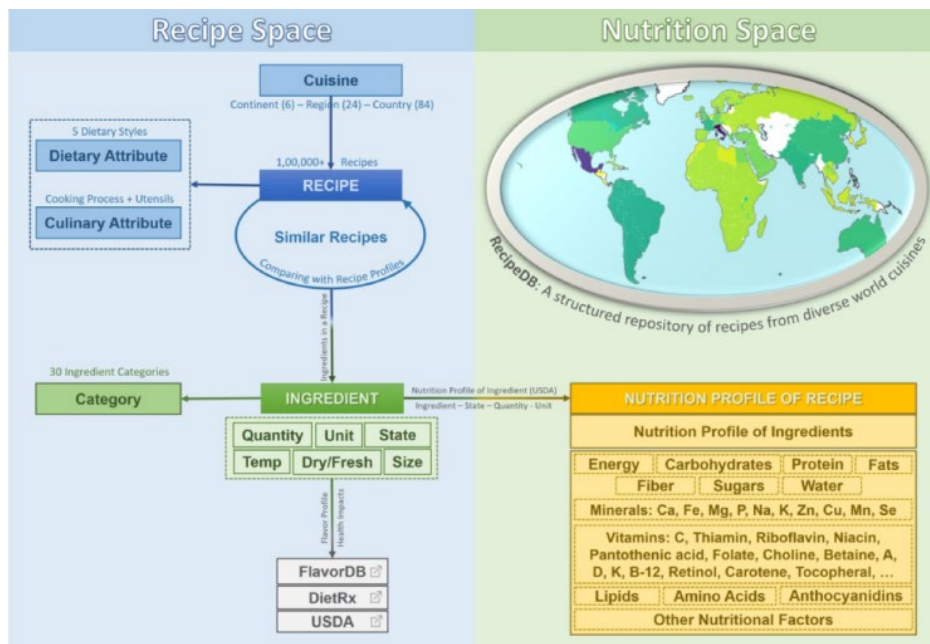 Recipe Space
Nutrition Space
Cuisine
Continent (6) – Region (24) – Country (84)
5 Dietary Styles
Dietary Attribute
Cooking Process + Utensils
Culinary Attribute
1,00,000+ Recipes
RECIPE
Similar Recipes
Comparing with Recipe Profiles
RecipeDB: A structured repository of recipes from diverse world cuisines
Ingredients in a Recipe
30 Ingredient Categories
Category
INGREDIENT
Nutrition Profile of Ingredient (USDA)
Ingredient – State – Quantity - Unit
Quantity Unit State
Temp Dry/Fresh Size
Flavor Profile
Health Impacts
FlavorDB
DietRx
USDA
NUTRITION PROFILE OF RECIPE
Nutrition Profile of Ingredients
Energy Carbohydrates Protein Fats
Fiber Sugars Water
Minerals: Ca, Fe, Mg, P, Na, K, Zn, Cu, Mn, Se
Vitamins: C, Thiamin, Riboflavin, Niacin,
Pantothenic acid, Folate, Choline, Betaine, A,
D, K, B-12, Retinol, Carotene, Tocopheral, ...
Lipids Amino Acids Anthocyanidins
Other Nutritional Factors